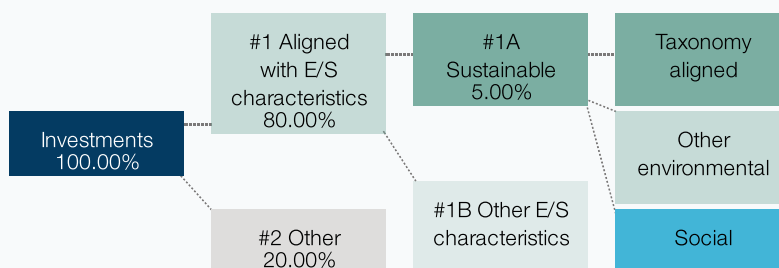 Investments
100.00%
#1 Aligned
with E/S
characteristics
80.00%
#2 Other
20.00%
#1A
Sustainable
5.00%
#1B Other E/S
characteristics
Taxonomy
aligned
Other
environmental
Social